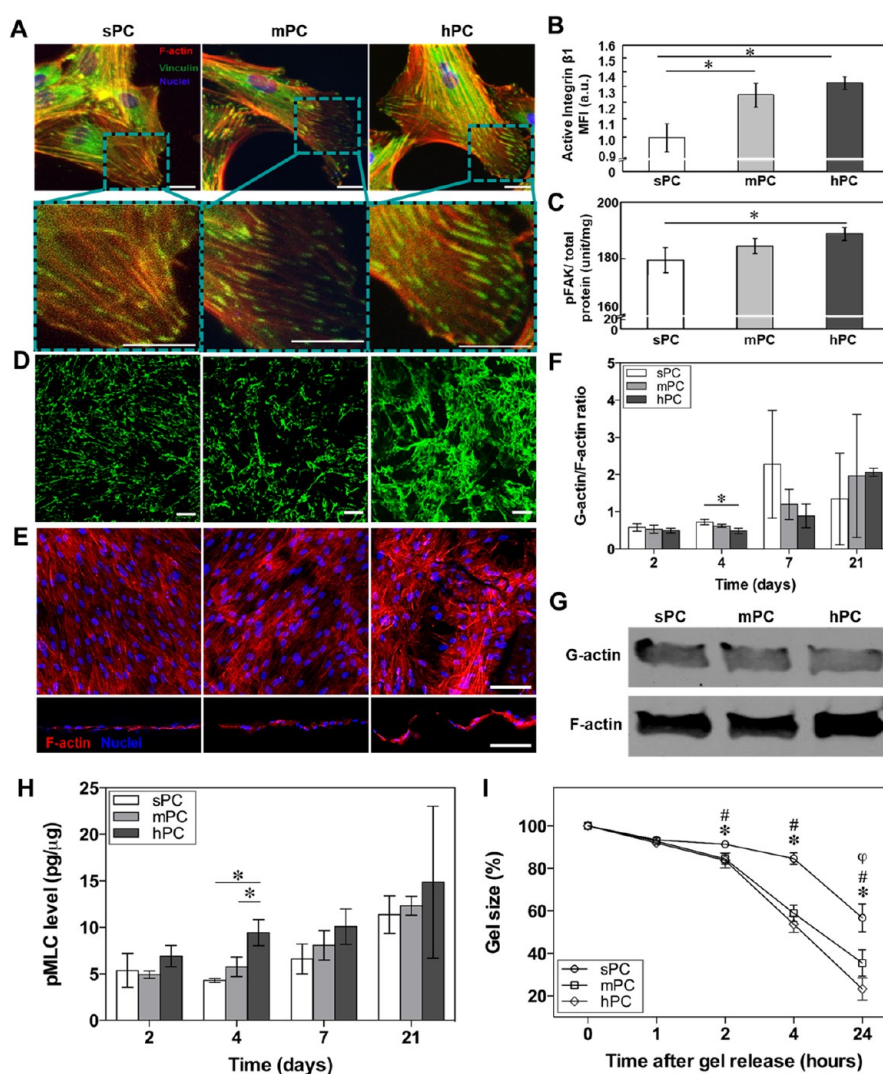 A
sPC
mPC
hPC
F-actin
Vinculin
Nuclei
B
Active Integrin β1
MFI (a.u.)
1.6
1.5
1.4
1.3
1.2
1.1
1.0
0.9
0
*
*
sPC
mPC
hPC
C
pFAK/ total
protein (unit/mg)
200
180
160
20
0
*
sPC
mPC
hPC
D
E
F-actin Nuclei
F
G-actin/F-actin ratio
5
4
3
2
1
0
sPC
mPC
hPC
*
2
4
7
21
Time (days)
G
sPC
mPC
hPC
G-actin
F-actin
H
pMLC level (pg/μg)
25
20
15
10
5
0
sPC
mPC
hPC
*
*
2
4
7
21
Time (days)
I
Gel size (%)
100
80
60
40
20
#
*
#
*
φ
#
*
sPC
mPC
hPC
0
1
2
4
24
Time after gel release (hours)